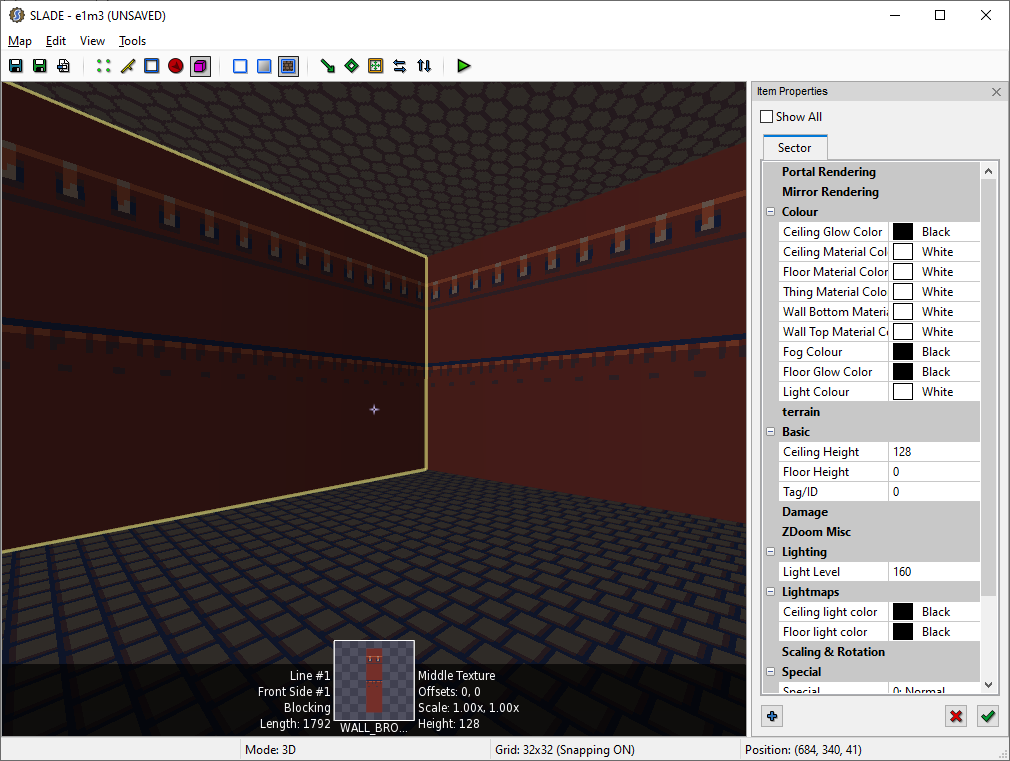 SLADE - e1m3 (UNSAVED)
Map Edit View Tools
Item Properties
Show All
Sector
Portal Rendering
Mirror Rendering
Colour
Ceiling Glow Color Black
Ceiling Material Col White
Floor Material Color White
Thing Material Colo White
Wall Bottom Materia White
Wall Top Material Co White
Fog Colour Black
Floor Glow Color Black
Light Colour White
terrain
Basic
Ceiling Height 128
Floor Height 0
Tag/ID 0
Damage
ZDoom Misc
Lighting
Light Level 160
Lightmaps
Ceiling light color Black
Floor light color Black
Scaling & Rotation
Special
Special 0: Normal
Line #1
Front Side #1
Blocking
Length: 1792
WALL_BRO...
Middle Texture
Offsets: 0, 0
Scale: 1.00x, 1.00x
Height: 128
Mode: 3D
Grid: 32x32 (Snapping ON)
Position: (684, 340, 41)